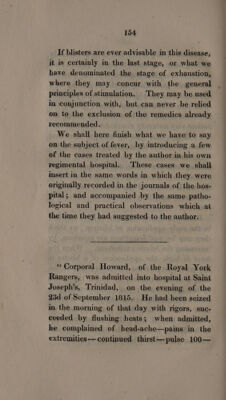 154
If blisters are ever advisable in this disease,
it is certainly in the last stage, or what we
have denominated the stage of exhaustion,
where they may concur with the general
principles of stimulation. They may be used
in conjunction with, but can never be relied
on to the exclusion of the remedies already
recommended.
We shall here finish what we have to say
on the subject of fever, by introducing a few
of the cases treated by the author in his own
regimental hospital. These cases we shall
insert in the same words in which they were
originally recorded in the journals of the hos-
pital; and accompanied by the same patho-
logical and practical observations which at
the time they had suggested to the author.
“ Corporal Howard, of the Royal York
Rangers, was admitted into hospital at Saint
Joseph's, Trinidad, on the evening of the
23d of September 1815. He had been seized
in the morning of that day with rigors, suc-
ceeded by flushing heats; when admitted,
he complained of head-ache—pains in the
extremities—continued thirst—pulse 100—